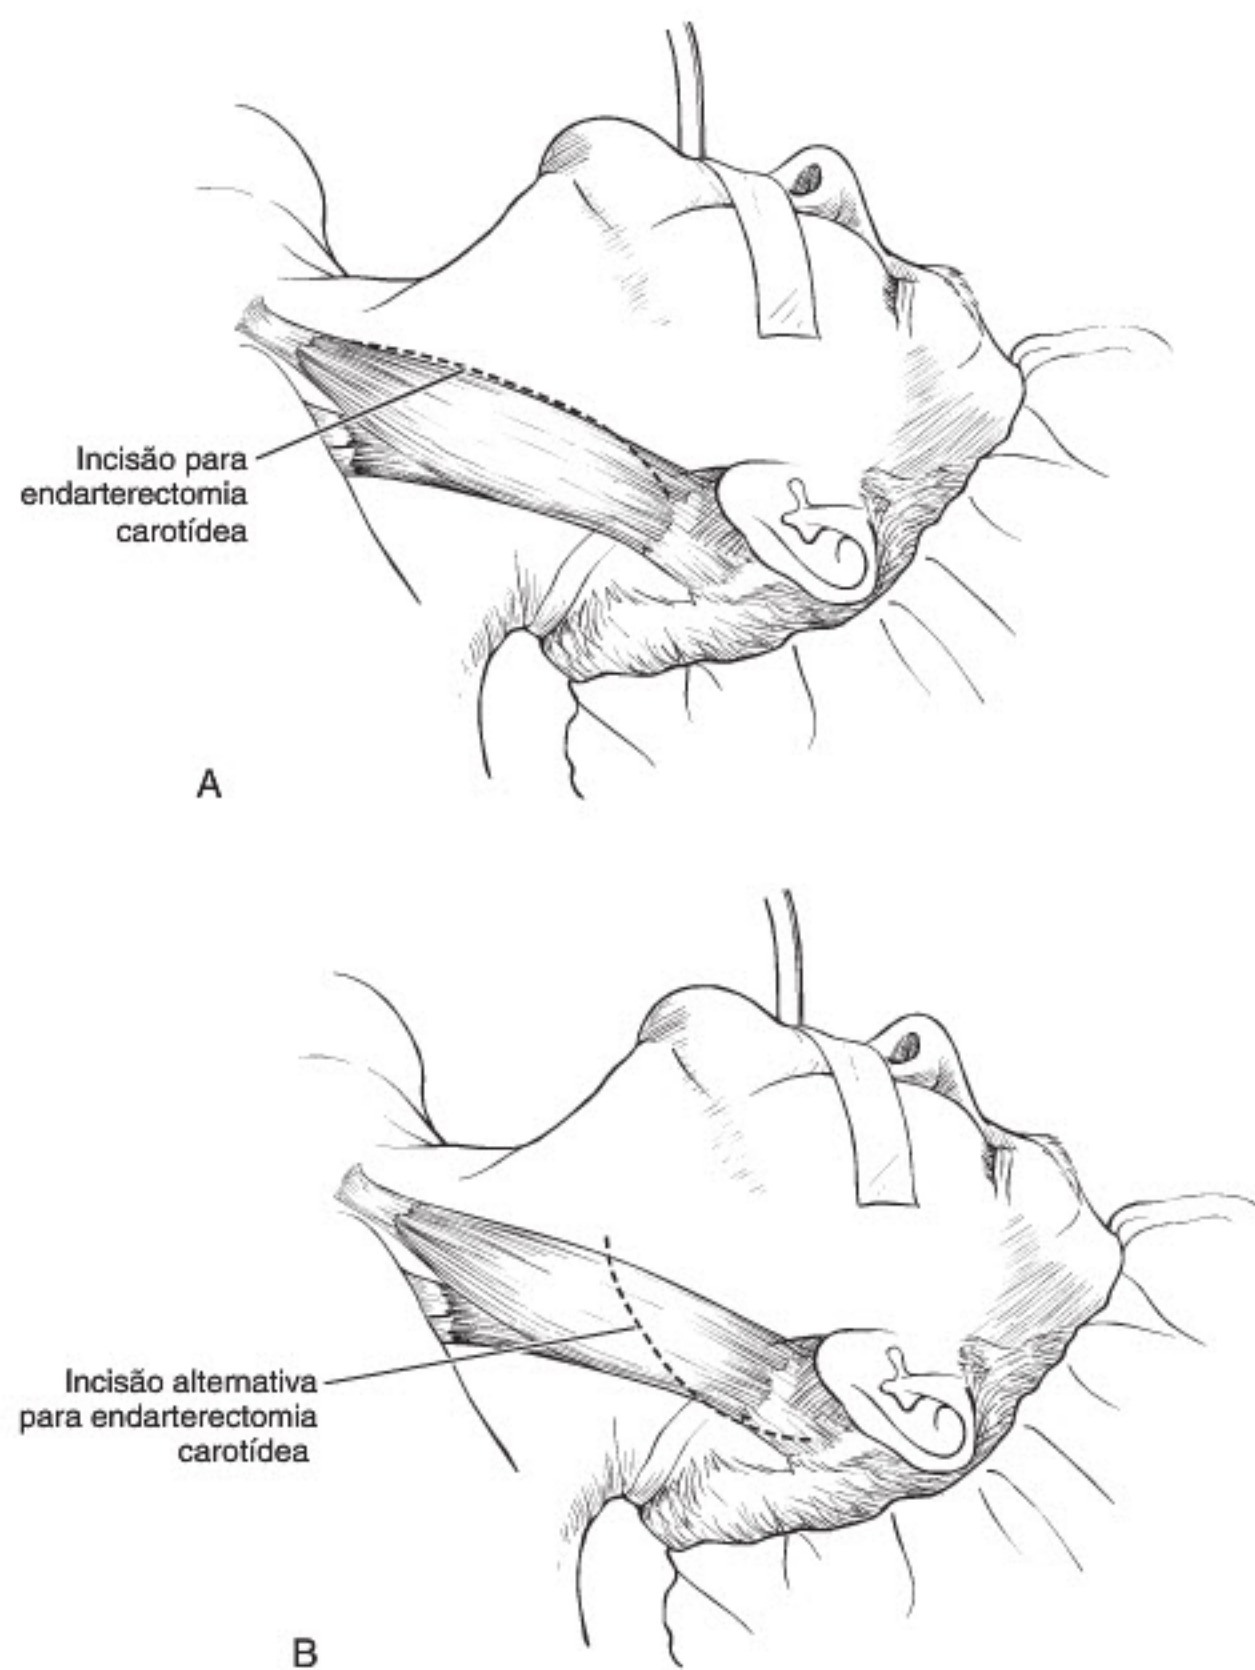 Incisão para
endarterectomia
carotídea
A
Incisão alternativa
para endarterectomia
carotídea
B